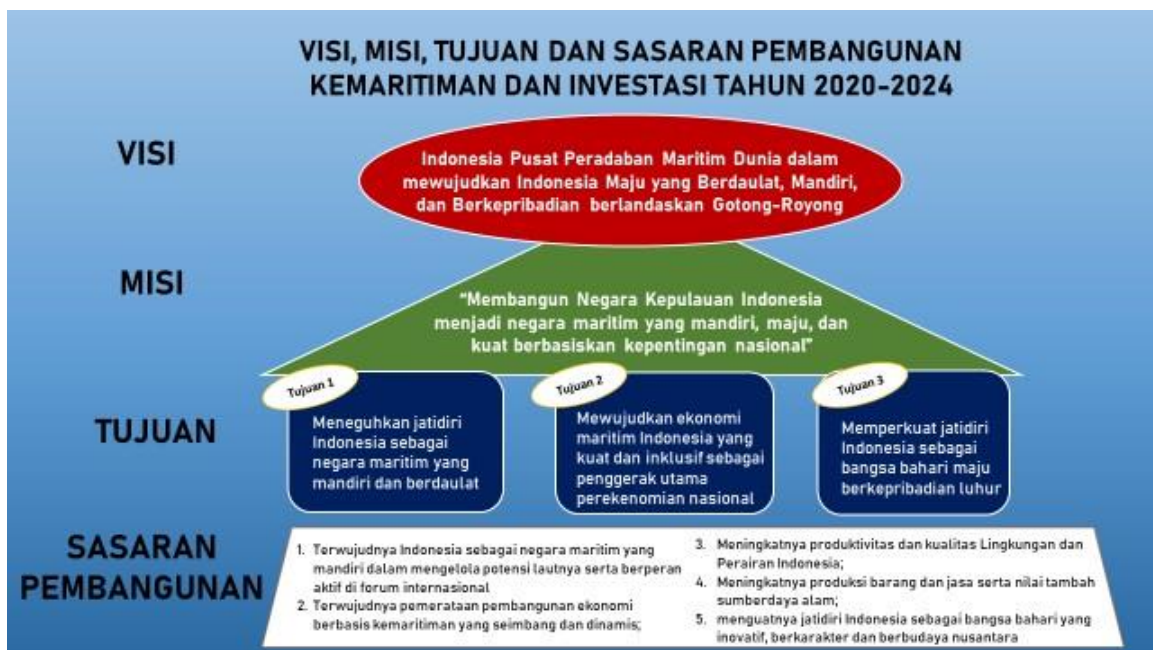 VISI, MISI, TUJUAN DAN SASARAN PEMBANGUNAN
KEMARITIMAN DAN INVESTASI TAHUN 2020-2024
VISI
Indonesia Pusat Peradaban Maritim Dunia dalam
mewujudkan Indonesia Maju yang Berdaulat, Mandiri,
dan Berkepribadian berlandaskan Gotong-Royong
MISI
"Membangun Negara Kepulauan Indonesia
menjadi negara maritim yang mandiri, maju, dan
kuat berbasiskan kepentingan nasional"
TUJUAN
Tujuan 1
Meneguhkan jatidiri
Indonesia sebagai
negara maritim yang
mandiri dan berdaulat
Tujuan 2
Mewujudkan ekonomi
maritim Indonesia yang
kuat dan inklusif sebagai
penggerak utama
perekenomian nasional
Tujuan 3
Memperkuat jatidiri
Indonesia sebagai
bangsa bahari maju
berkepribadian luhur
SASARAN
PEMBANGUNAN
1. Terwujudnya Indonesia sebagai negara maritim yang
mandiri dalam mengelola potensi lautnya serta berperan
aktif di forum internasional
2. Terwujudnya pemerataan pembangunan ekonomi
berbasis kemaritiman yang seimbang dan dinamis;
3. Meningkatnya produktivitas dan kualitas Lingkungan dan
Perairan Indonesia;
4. Meningkatnya produksi barang dan jasa serta nilai tambah
sumberdaya alam;
5. menguatnya jatidiri Indonesia sebagai bangsa bahari yang
inovatif, berkarakter dan berbudaya nusantara